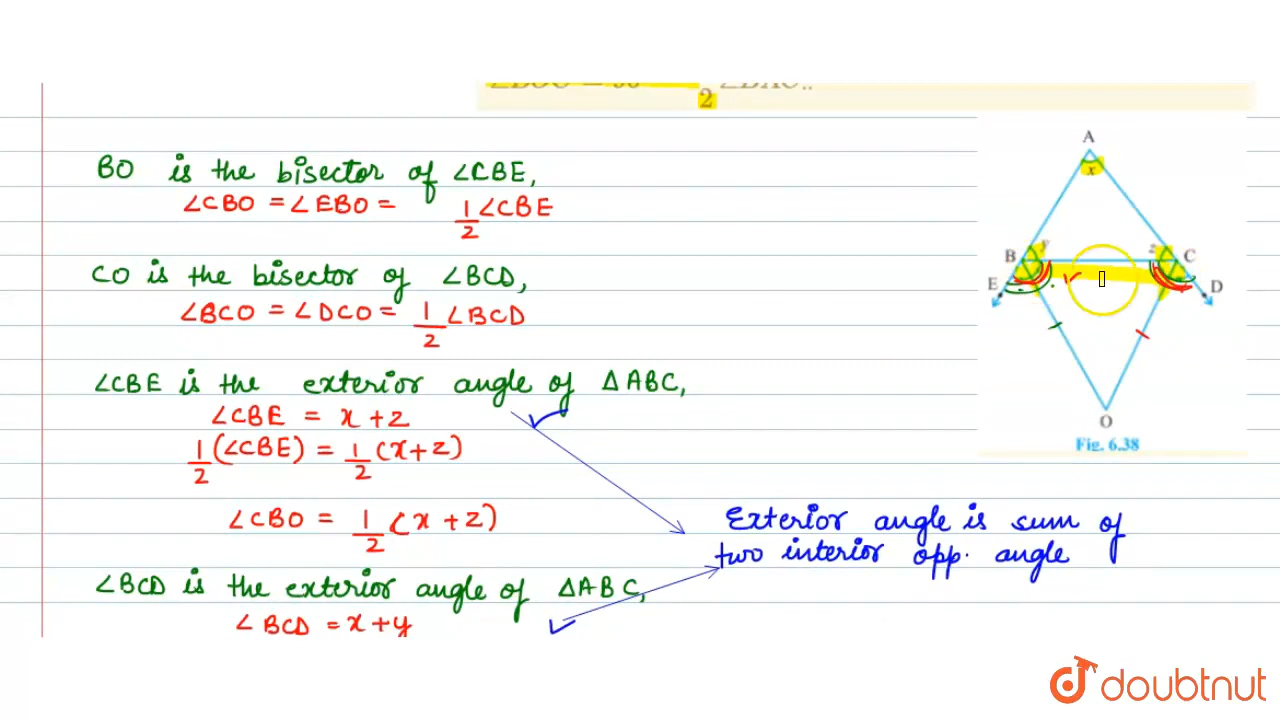 2
BO is the bisector of ∠CBE,
∠CBO = ∠EBO = 1/2 ∠CBE
CO is the bisector of ∠BCD,
∠BCO = ∠DCO = 1/2 ∠BCD
∠CBE is the exterior angle of ΔABC,
∠CBE = x + z
1/2 (∠CBE) = 1/2 (x + z)
∠CBO = 1/2 (x + z)
∠BCD is the exterior angle of ΔABC,
∠BCD = x + y
Exterior angle is sum of
two interior opp. angle
A
x
B y z C
E D
O
Fig. 6.38
doubtnut